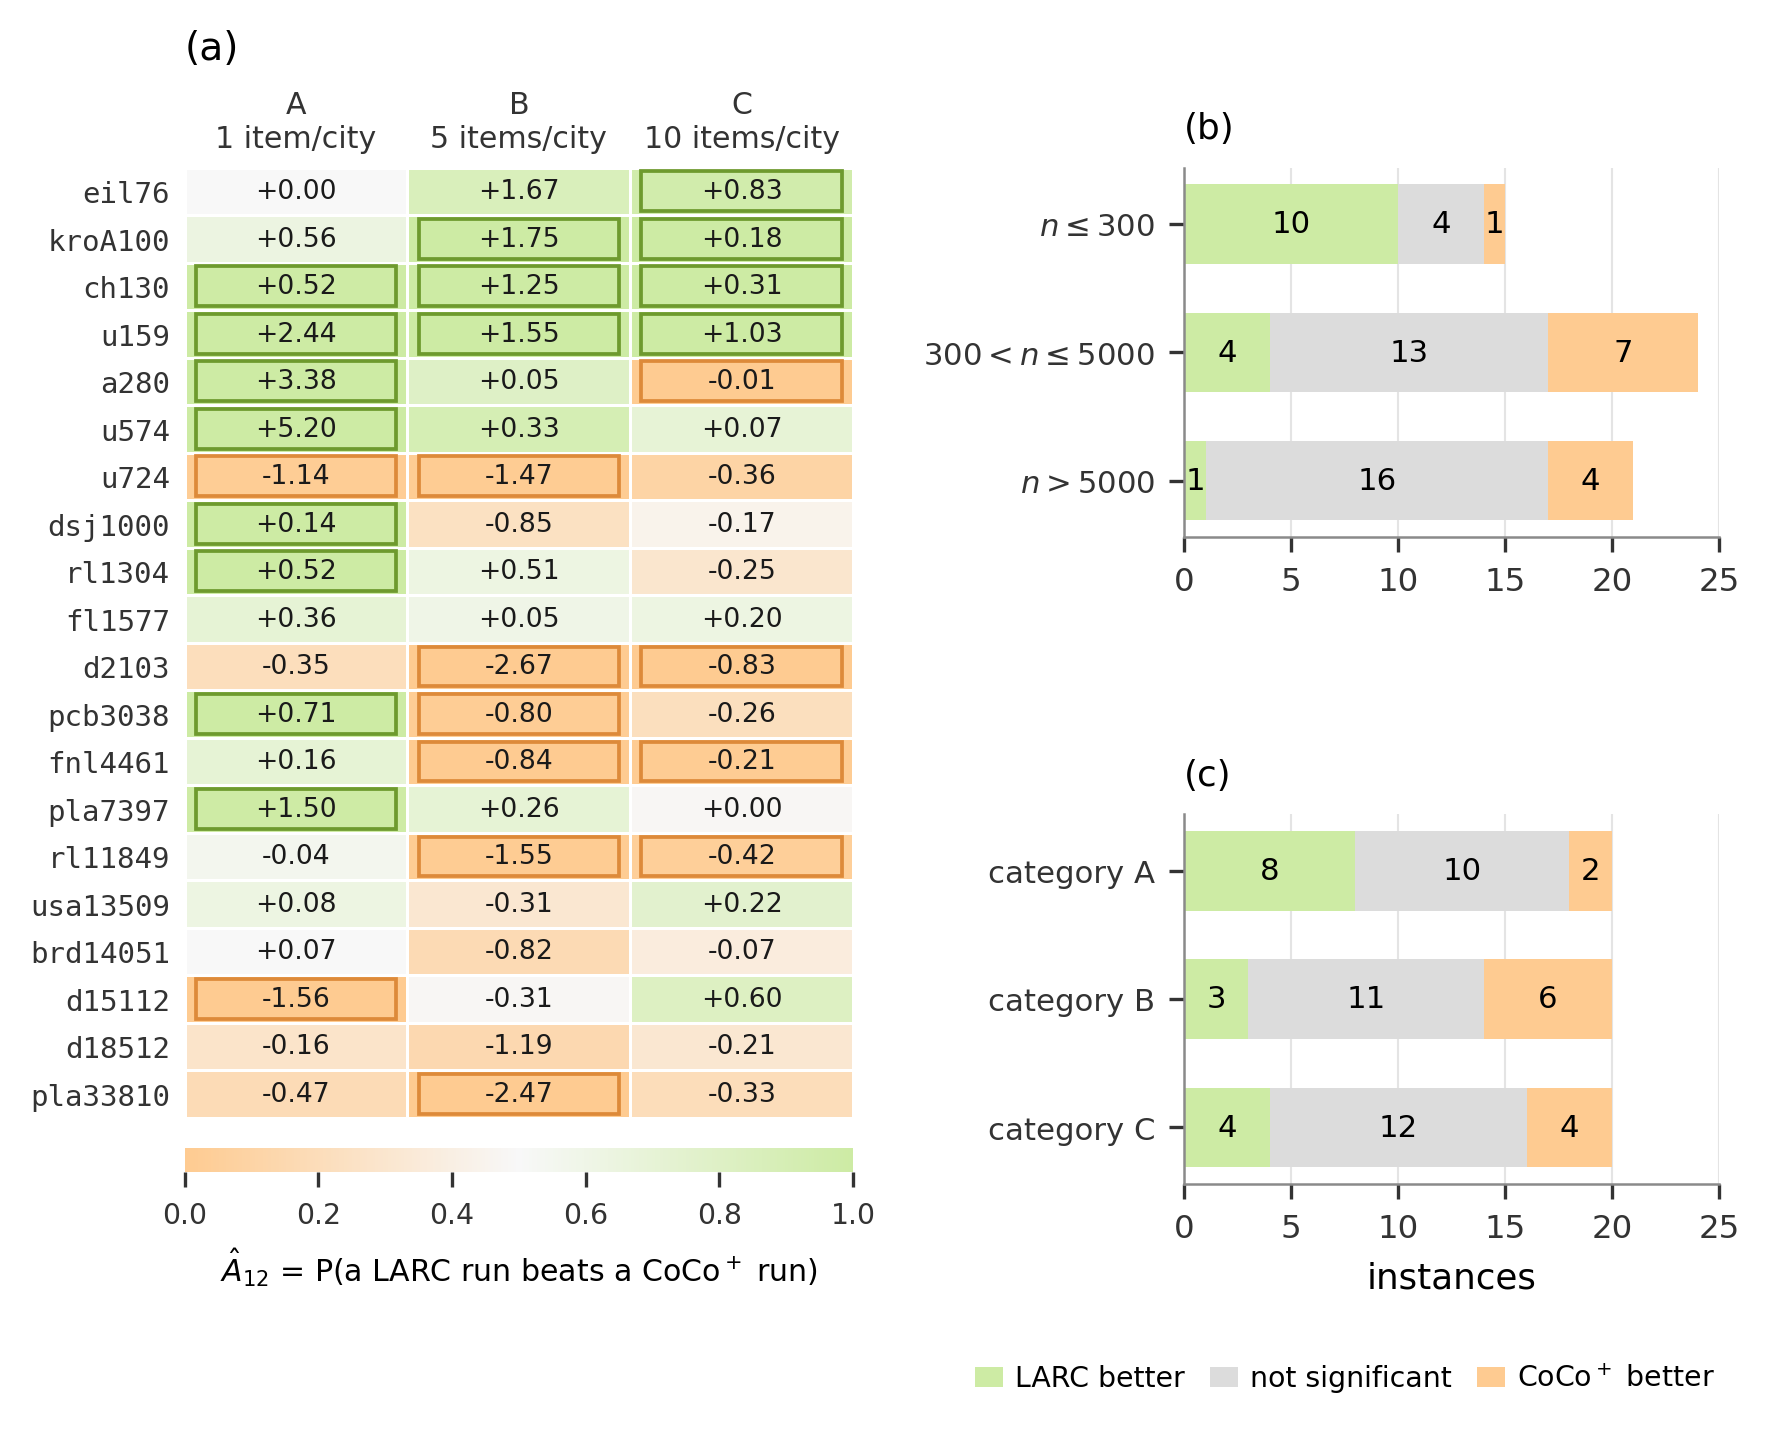 (a)
A B C
1 item/city 5 items/city 10 items/city
eil76 +0.00 +1.67 +0.83
kroA100 +0.56 +1.75 +0.18
ch130 +0.52 +1.25 +0.31
u159 +2.44 +1.55 +1.03
a280 +3.38 +0.05 -0.01
u574 +5.20 +0.33 +0.07
u724 -1.14 -1.47 -0.36
dsj1000 +0.14 -0.85 -0.17
rl1304 +0.52 +0.51 -0.25
fl1577 +0.36 +0.05 +0.20
d2103 -0.35 -2.67 -0.83
pcb3038 +0.71 -0.80 -0.26
fnl4461 +0.16 -0.84 -0.21
pla7397 +1.50 +0.26 +0.00
rl11849 -0.04 -1.55 -0.42
usa13509 +0.08 -0.31 +0.22
brd14051 +0.07 -0.82 -0.07
d15112 -1.56 -0.31 +0.60
d18512 -0.16 -1.19 -0.21
pla33810 -0.47 -2.47 -0.33
0.0 0.2 0.4 0.6 0.8 1.0
Â₁₂ = P(a LARC run beats a CoCo⁺ run)
(b)
n ≤ 300 10 4 1
300 < n ≤ 5000 4 13 7
n > 5000 1 16 4
0 5 10 15 20 25
(c)
category A 8 10 2
category B 3 11 6
category C 4 12 4
0 5 10 15 20 25
instances
LARC better not significant CoCo⁺ better